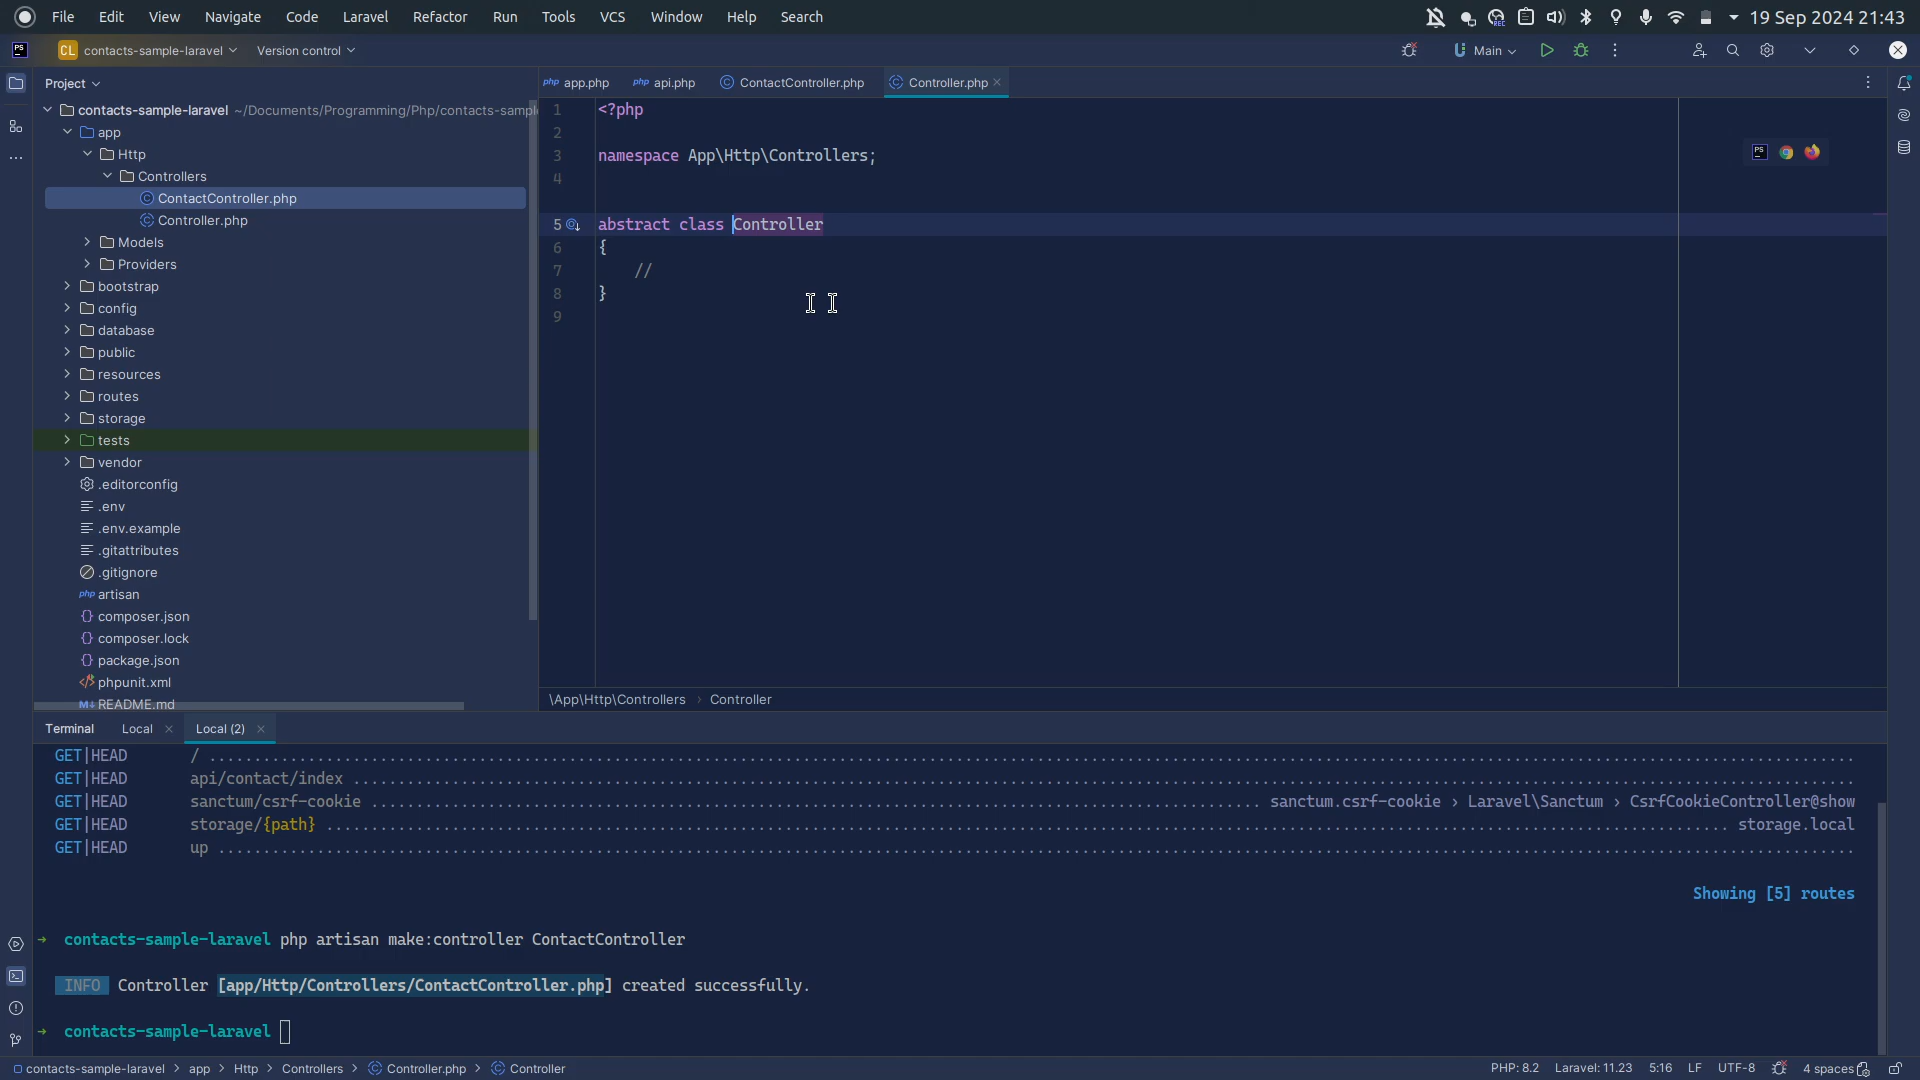 File Edit View Navigate Code Laravel Refactor Run Tools VCS Window Help Search
REC
19 Sep 2024 21:43
PS
CL contacts-sample-laravel
Version control
Main
Project
app.php
api.php
ContactController.php
Controller.php
contacts-sample-laravel ~/Documents/Programming/Php/contacts-sampl
app
Http
Controllers
ContactController.php
Controller.php
Models
Providers
bootstrap
config
database
public
resources
routes
storage
tests
vendor
.editorconfig
.env
.env.example
.gitattributes
.gitignore
php artisan
composer.json
composer.lock
package.json
phpunit.xml
M↓ README.md
1 <?php
2
3 namespace App\Http\Controllers;
4
5 abstract class Controller
6 {
7 //
8 }
9
PS
\App\Http\Controllers › Controller
Terminal Local Local (2)
GET|HEAD / ........
GET|HEAD api/contact/index ........
GET|HEAD sanctum/csrf-cookie ........ sanctum.csrf-cookie › Laravel\Sanctum › CsrfCookieController@show
GET|HEAD storage/{path} ........ storage.local
GET|HEAD up ........
Showing [5] routes
→ contacts-sample-laravel php artisan make:controller ContactController
INFO Controller [app/Http/Controllers/ContactController.php] created successfully.
→ contacts-sample-laravel
contacts-sample-laravel › app › Http › Controllers › Controller.php › Controller
PHP: 8.2 Laravel: 11.23 5:16 LF UTF-8 4 spaces